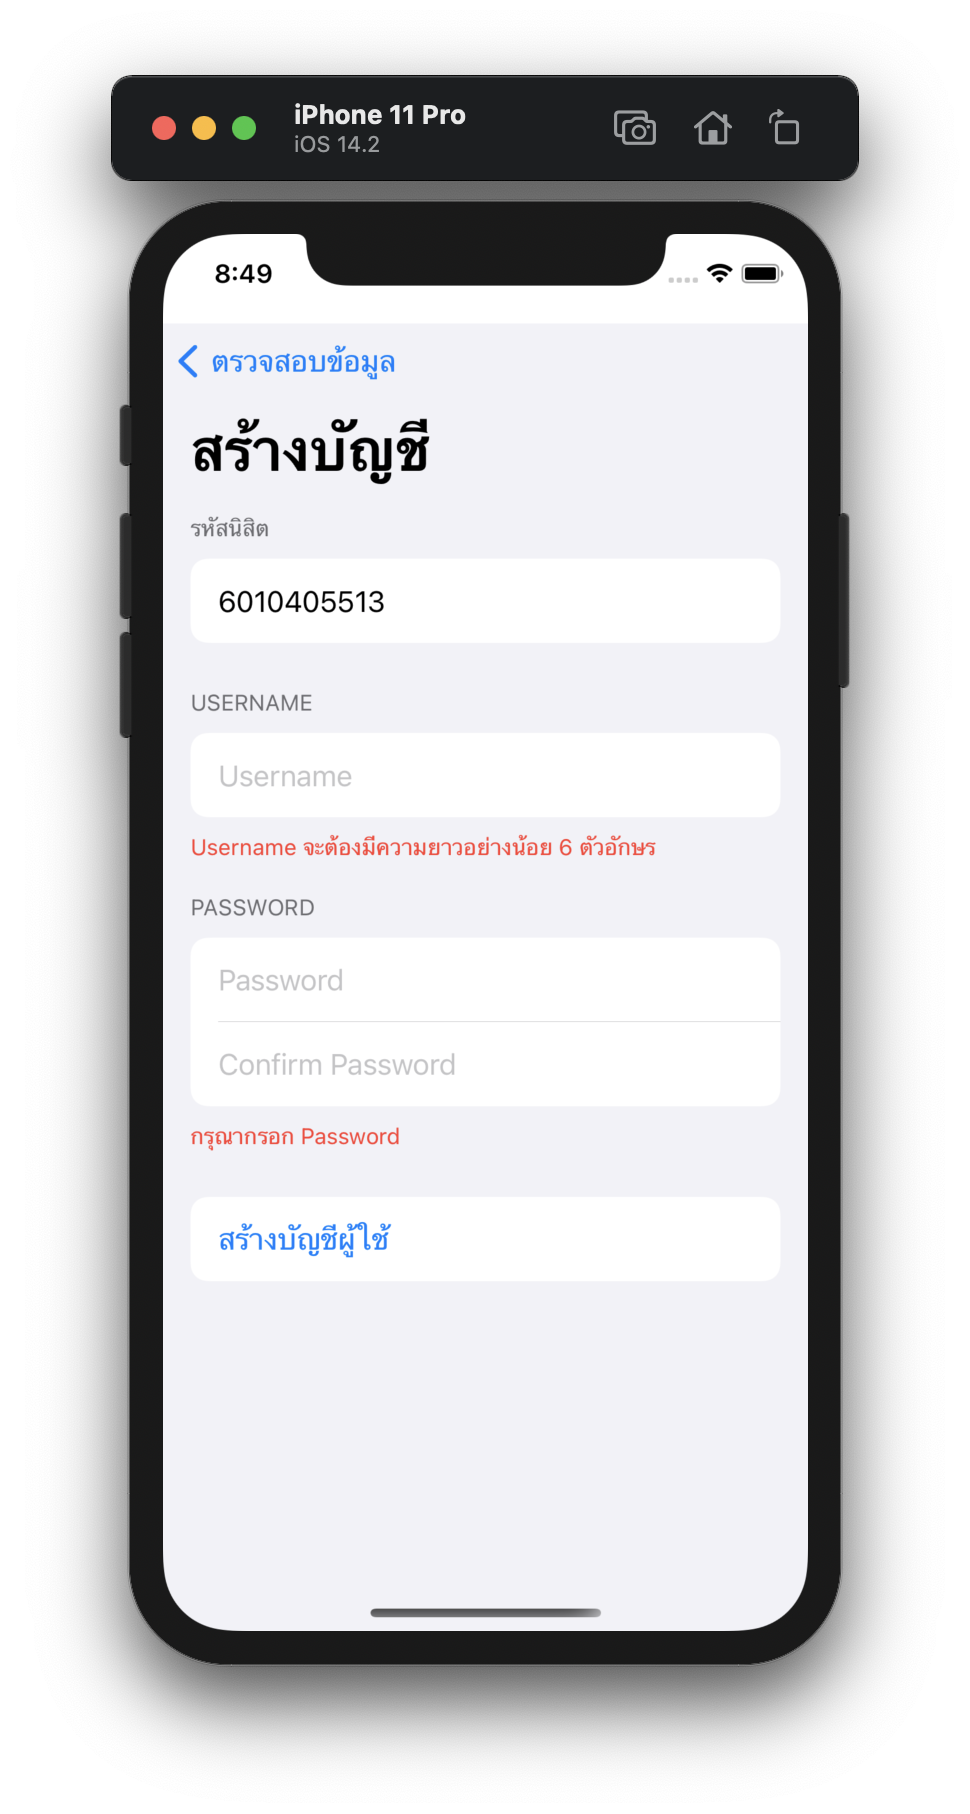 iPhone 11 Pro
iOS 14.2
8:49
ตรวจสอบข้อมูล
สร้างบัญชี
รหัสนิสิต
6010405513
USERNAME
Username
Username จะต้องมีความยาวอย่างน้อย 6 ตัวอักษร
PASSWORD
Password
Confirm Password
กรุณากรอก Password
สร้างบัญชีผู้ใช้